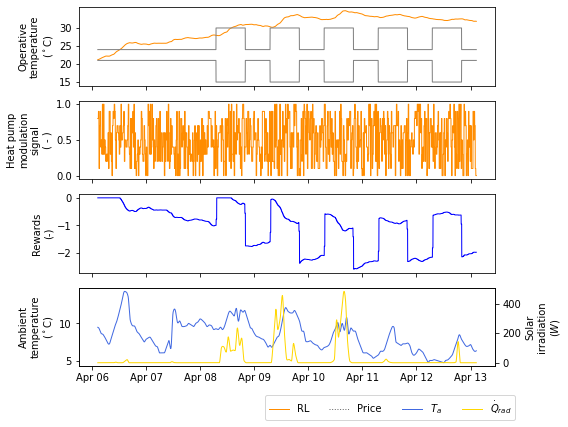 Operative
temperature
(°C)
30
25
20
15
Heat pump
modulation
signal
( - )
1.0
0.5
0.0
Rewards
(-)
0
−1
−2
Ambient
temperature
(°C)
10
5
400
200
0
Solar
irradiation
(W)
Apr 06 Apr 07 Apr 08 Apr 09 Apr 10 Apr 11 Apr 12 Apr 13
RL Price T_a Q̇_rad